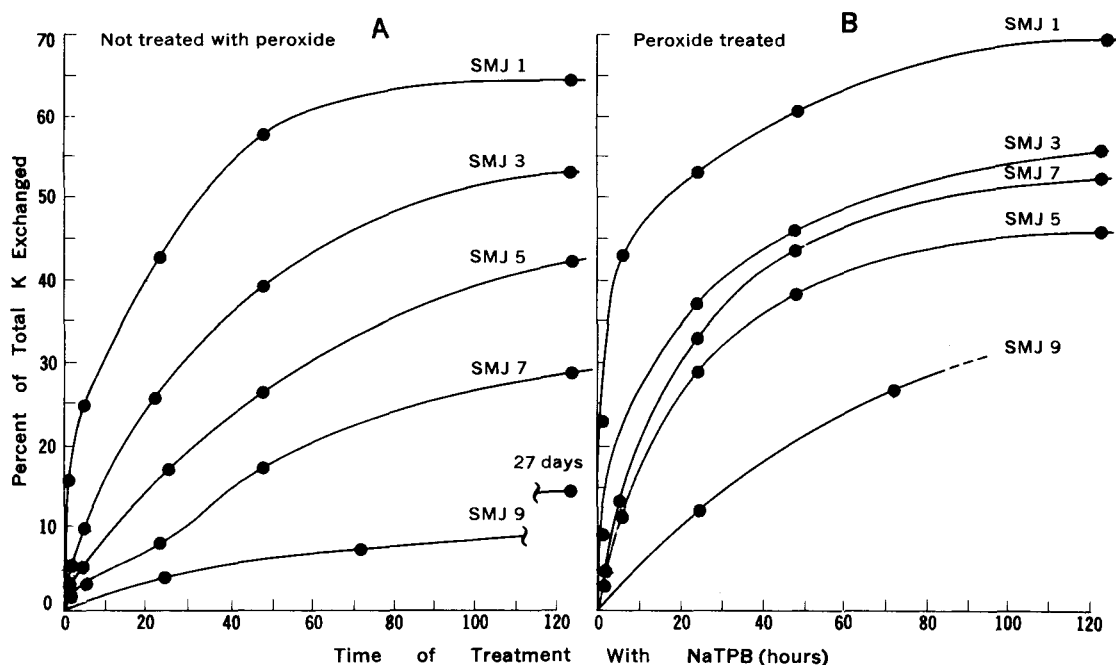 A
Not treated with peroxide
SMJ 1
SMJ 3
SMJ 5
SMJ 7
27 days
SMJ 9
70
60
50
40
30
20
10
0
0 20 40 60 80 100 120
B
Peroxide treated
SMJ 1
SMJ 3
SMJ 7
SMJ 5
SMJ 9
0 20 40 60 80 100 120
Percent of Total K Exchanged
Time of Treatment With NaTPB (hours)